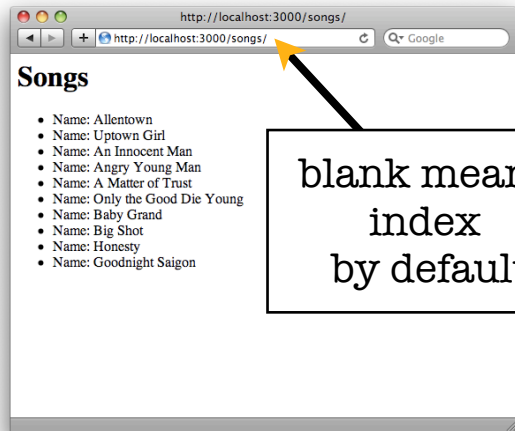 http://localhost:3000/songs/
http://localhost:3000/songs/
Google
Songs
Name: Allentown
Name: Uptown Girl
Name: An Innocent Man
Name: Angry Young Man
Name: A Matter of Trust
Name: Only the Good Die Young
Name: Baby Grand
Name: Big Shot
Name: Honesty
Name: Goodnight Saigon
blank
index
by